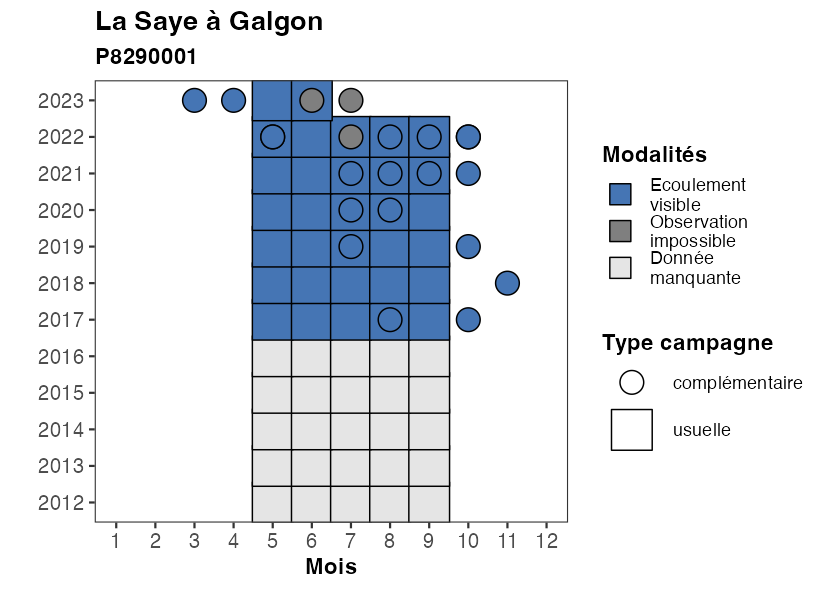 La Saye à Galgon
P8290001
2023
2022
2021
2020
2019
2018
2017
2016
2015
2014
2013
2012
1 2 3 4 5 6 7 8 9 10 11 12
Mois
Modalités
Ecoulement
visible
Observation
impossible
Donnée
manquante
Type campagne
complémentaire
usuelle